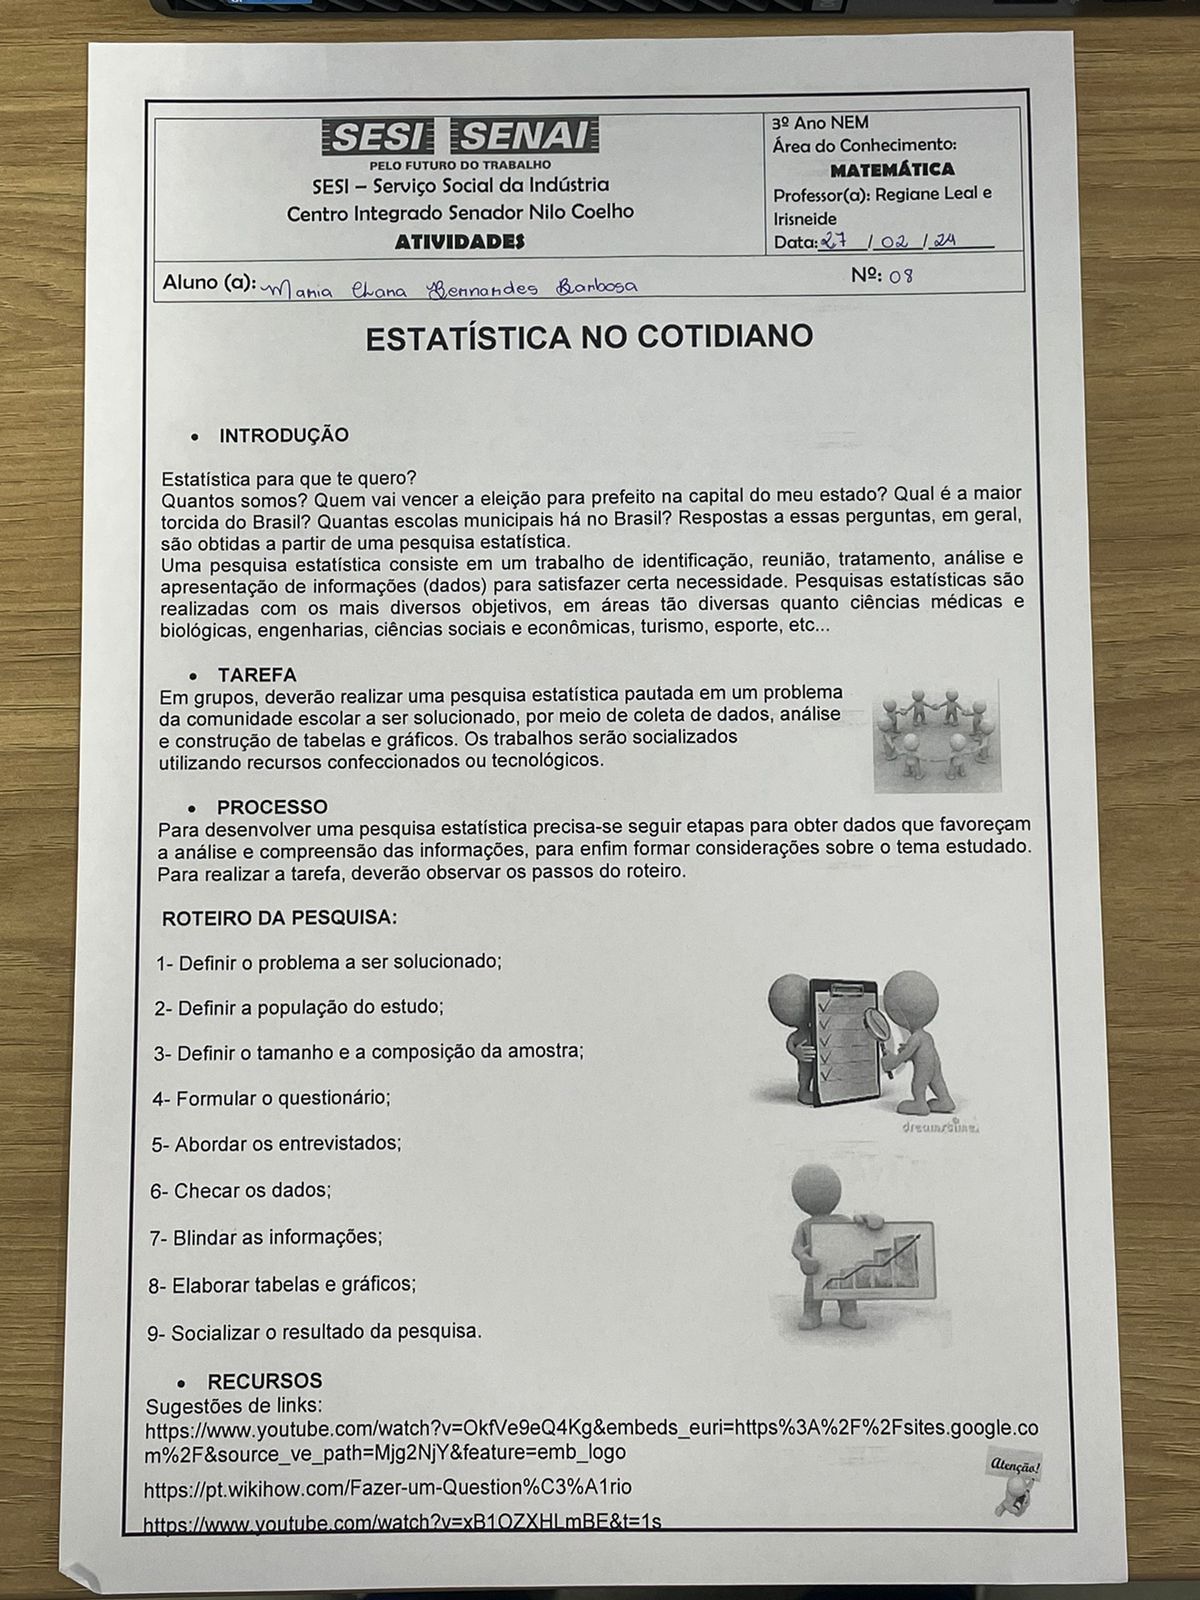 SESI SENAI
PELO FUTURO DO TRABALHO
SESI – Serviço Social da Indústria
Centro Integrado Senador Nilo Coelho
ATIVIDADES
3º Ano NEM
Área do Conhecimento:
MATEMÁTICA
Professor(a): Regiane Leal e
Irisneide
Data: 27 / 02 / 24
Aluno (a): Maria Clara Hernandes Barbosa
Nº: 08
ESTATÍSTICA NO COTIDIANO
• INTRODUÇÃO
Estatística para que te quero?
Quantos somos? Quem vai vencer a eleição para prefeito na capital do meu estado? Qual é a maior
torcida do Brasil? Quantas escolas municipais há no Brasil? Respostas a essas perguntas, em geral,
são obtidas a partir de uma pesquisa estatística.
Uma pesquisa estatística consiste em um trabalho de identificação, reunião, tratamento, análise e
apresentação de informações (dados) para satisfazer certa necessidade. Pesquisas estatísticas são
realizadas com os mais diversos objetivos, em áreas tão diversas quanto ciências médicas e
biológicas, engenharias, ciências sociais e econômicas, turismo, esporte, etc...
• TAREFA
Em grupos, deverão realizar uma pesquisa estatística pautada em um problema
da comunidade escolar a ser solucionado, por meio de coleta de dados, análise
e construção de tabelas e gráficos. Os trabalhos serão socializados
utilizando recursos confeccionados ou tecnológicos.
• PROCESSO
Para desenvolver uma pesquisa estatística precisa-se seguir etapas para obter dados que favoreçam
a análise e compreensão das informações, para enfim formar considerações sobre o tema estudado.
Para realizar a tarefa, deverão observar os passos do roteiro.
ROTEIRO DA PESQUISA:
1- Definir o problema a ser solucionado;
2- Definir a população do estudo;
3- Definir o tamanho e a composição da amostra;
4- Formular o questionário;
5- Abordar os entrevistados;
dreamstime.
6- Checar os dados;
7- Blindar as informações;
8- Elaborar tabelas e gráficos;
9- Socializar o resultado da pesquisa.
• RECURSOS
Sugestões de links:
https://www.youtube.com/watch?v=OkfVe9eQ4Kg&embeds_euri=https%3A%2F%2Fsites.google.co
m%2F&source_ve_path=Mjg2NjY&feature=emb_logo
Atenção!
https://pt.wikihow.com/Fazer-um-Question%C3%A1rio
https://www.youtube.com/watch?v=xB1OZXHLmBE&t=1s